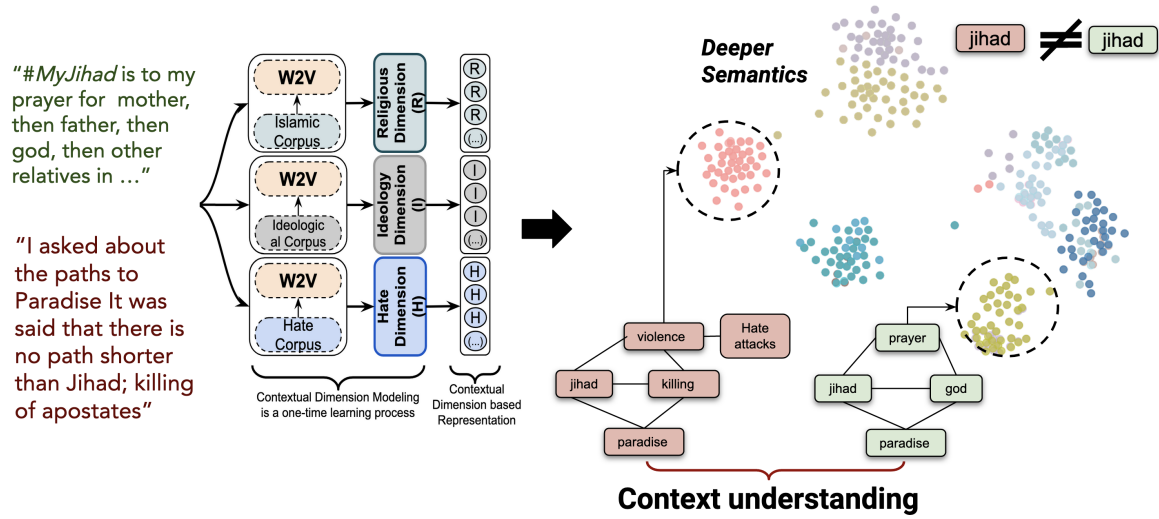 “#MyJihad is to my
prayer for mother,
then father, then
god, then other
relatives in …”
“I asked about
the paths to
Paradise It was
said that there is
no path shorter
than Jihad; killing
of apostates”
W2V
Islamic
Corpus
Religious
Dimension
(R)
R
R
R
(...)
W2V
Ideologic
al Corpus
Ideology
Dimension
(I)
I
I
I
(...)
W2V
Hate
Corpus
Hate
Dimension
(H)
H
H
H
(...)
Contextual Dimension Modeling
is a one-time learning process
Contextual
Dimension based
Representation
Deeper
Semantics
jihad
≠
jihad
violence
Hate
attacks
jihad
killing
paradise
prayer
jihad
god
paradise
Context understanding